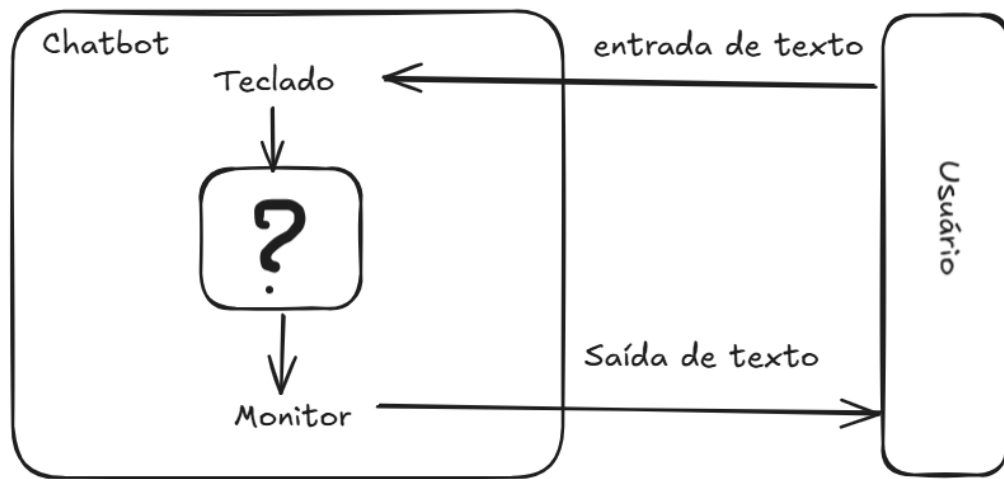 Chatbot
entrada de texto
Teclado
?
Usuário
Saída de texto
Monitor